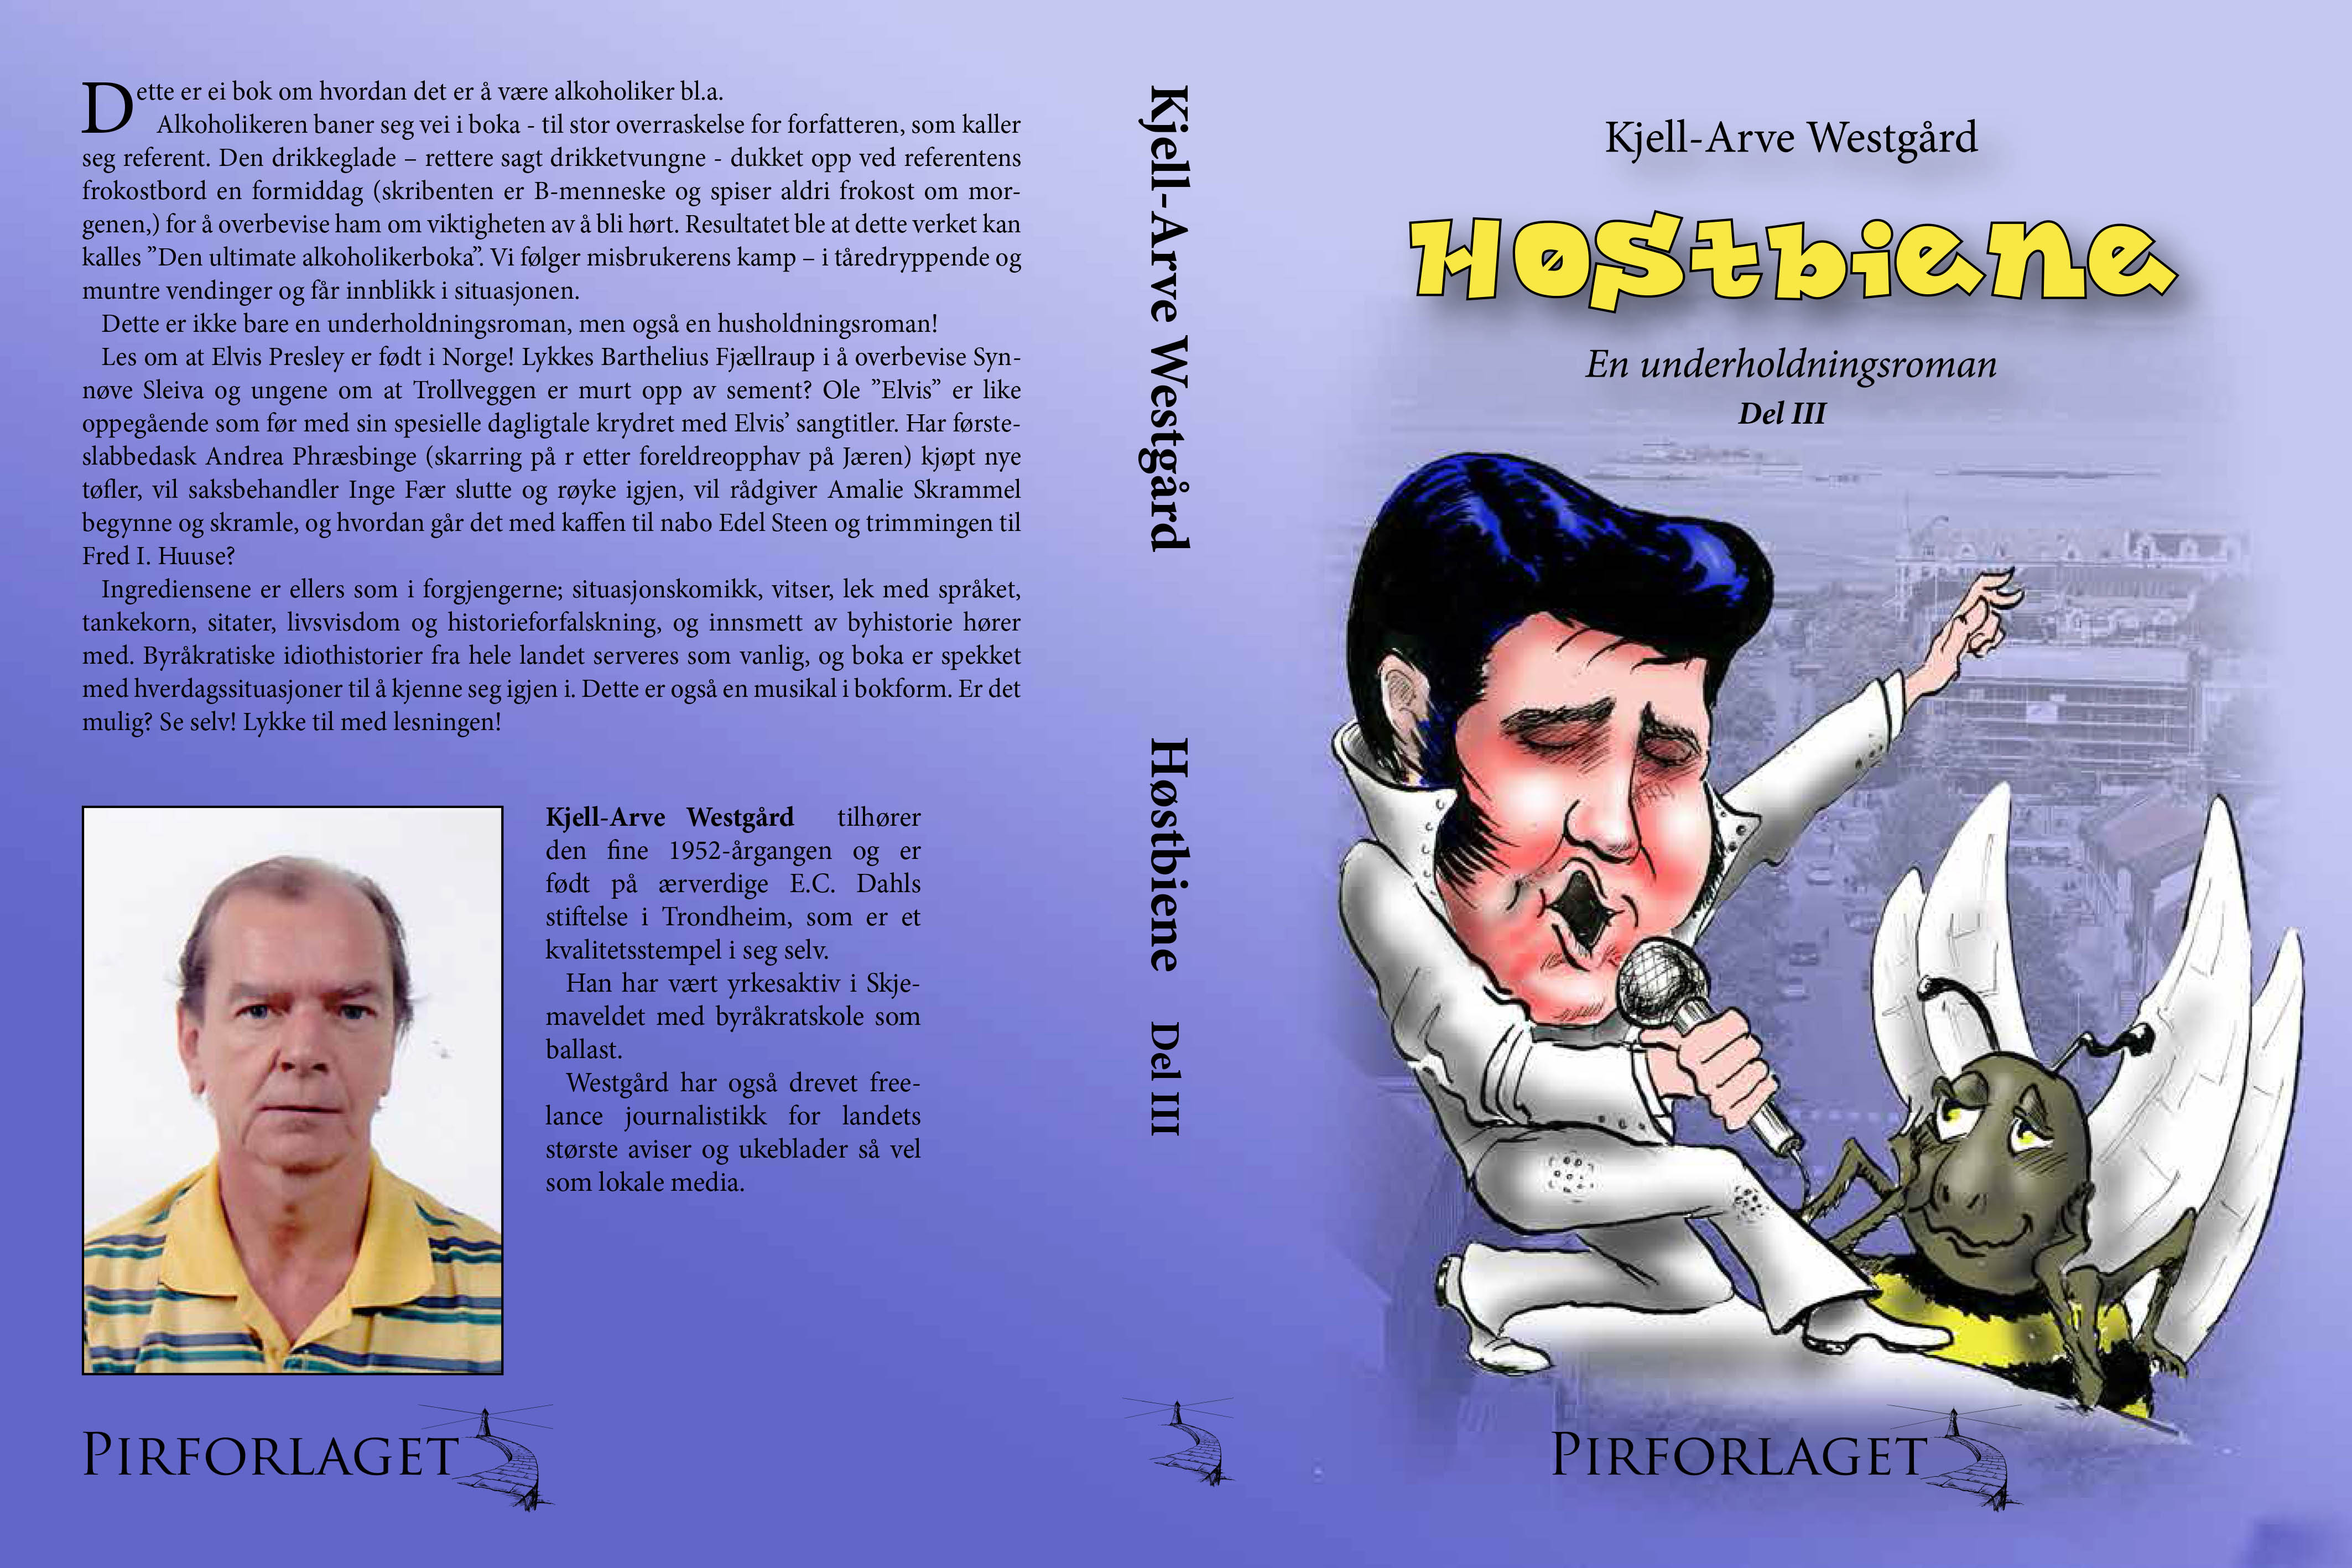 Dette er ei bok om hvordan det er å være alkoholiker bl.a.
Alkoholikeren baner seg vei i boka - til stor overraskelse for forfatteren, som kaller
seg referent. Den drikkeglade – rettere sagt drikketvungne - dukket opp ved referentens
frokostbord en formiddag (skribenten er B-menneske og spiser aldri frokost om mor-
genen,) for å overbevise ham om viktigheten av å bli hørt. Resultatet ble at dette verket kan
kalles ”Den ultimate alkoholikerboka”. Vi følger misbrukerens kamp – i tåredryppende og
muntre vendinger og får innblikk i situasjonen.
Dette er ikke bare en underholdningsroman, men også en husholdningsroman!
Les om at Elvis Presley er født i Norge! Lykkes Barthelius Fjællraup i å overbevise Syn-
nøve Sleiva og ungene om at Trollveggen er murt opp av sement? Ole ”Elvis” er like
oppegående som før med sin spesielle dagligtale krydret med Elvis’ sangtitler. Har første-
slabbedask Andrea Phræsbinge (skarring på r etter foreldreopphav på Jæren) kjøpt nye
tøfler, vil saksbehandler Inge Fær slutte og røyke igjen, vil rådgiver Amalie Skrammel
begynne og skramle, og hvordan går det med kaffen til nabo Edel Steen og trimmingen til
Fred I. Huuse?
Ingrediensene er ellers som i forgjengerne; situasjonskomikk, vitser, lek med språket,
tankekorn, sitater, livsvisdom og historieforfalskning, og innsmett av byhistorie hører
med. Byråkratiske idiothistorier fra hele landet serveres som vanlig, og boka er spekket
med hverdagssituasjoner til å kjenne seg igjen i. Dette er også en musikal i bokform. Er det
mulig? Se selv! Lykke til med lesningen!
Kjell-Arve Westgård tilhører
den fine 1952-årgangen og er
født på ærverdige E.C. Dahls
stiftelse i Trondheim, som er et
kvalitetsstempel i seg selv.
Han har vært yrkesaktiv i Skje-
maveldet med byråkratskole som
ballast.
Westgård har også drevet free-
lance journalistikk for landets
største aviser og ukeblader så vel
som lokale media.
PIRFORLAGET
Kjell-Arve Westgård Høstbiene Del III
Kjell-Arve Westgård
HøStbiene
En underholdningsroman
Del III
PIRFORLAGET